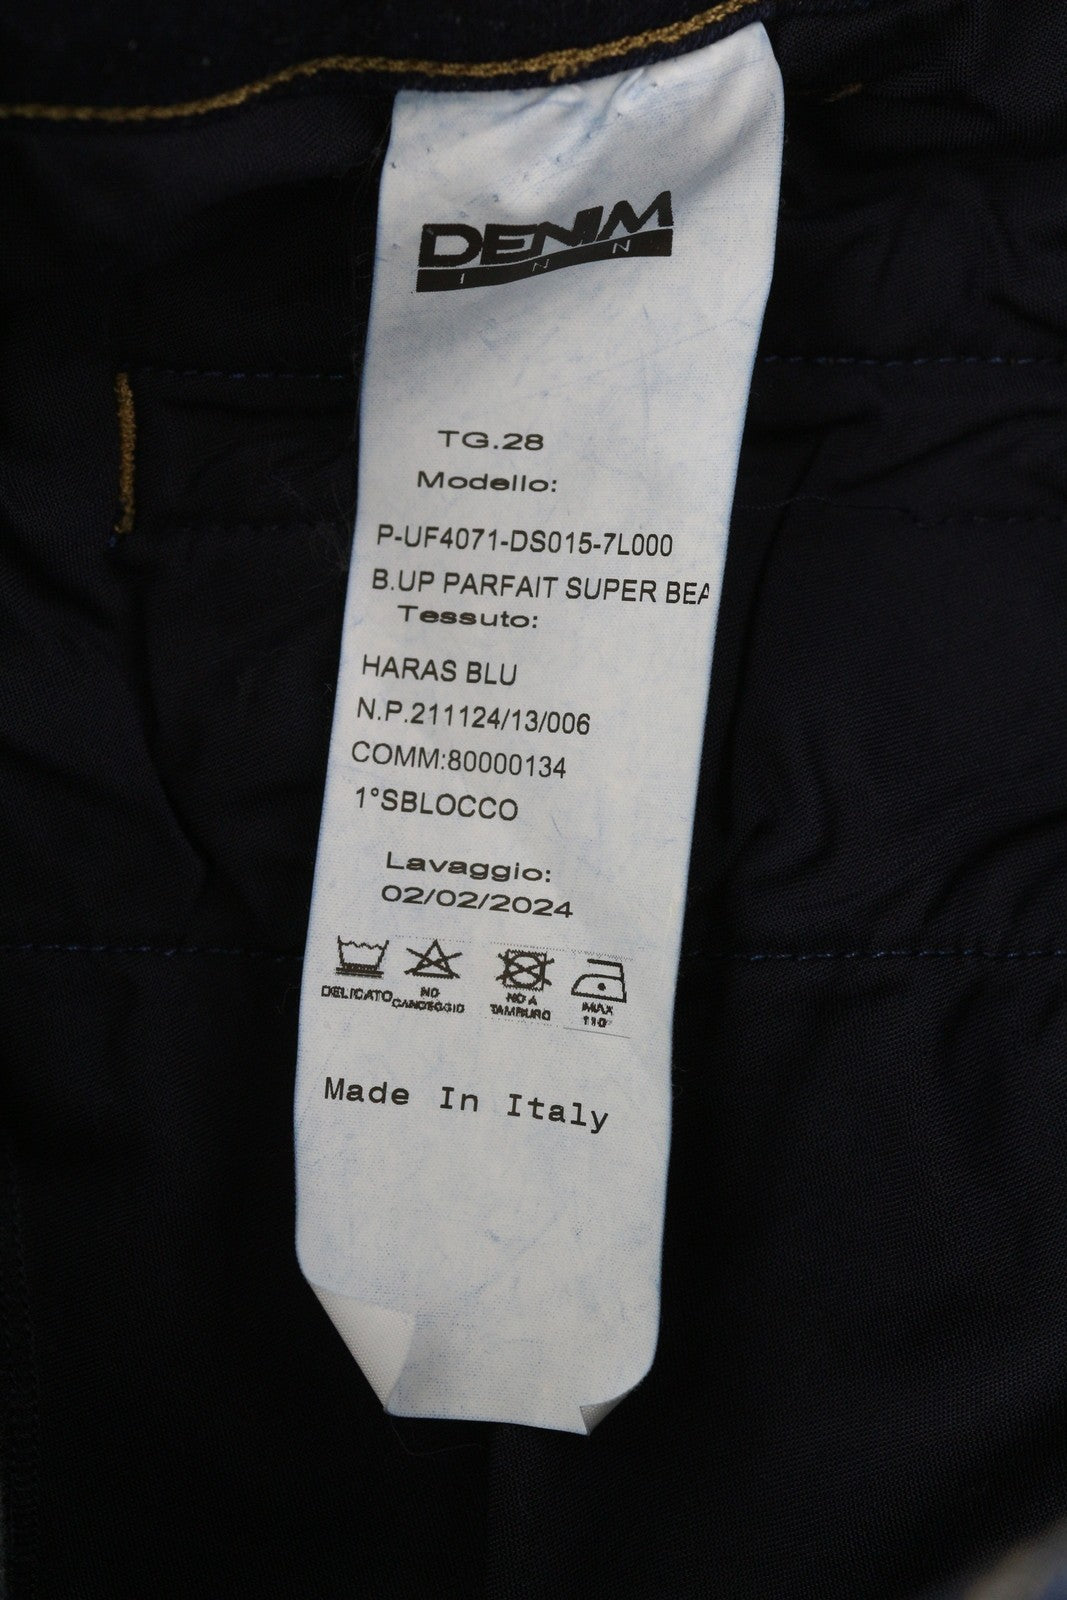 DENIM
INN
TG.28
Modello:
P-UF4071-DS015-7L000
B.UP PARFAIT SUPER BEA
Tessuto:
HARAS BLU
N.P.211124/13/006
COMM:80000134
1°SBLOCCO
Lavaggio:
02/02/2024
DELICATO NO CANDEGGIO NO A TAMBURO MAX 110°
Made In Italy